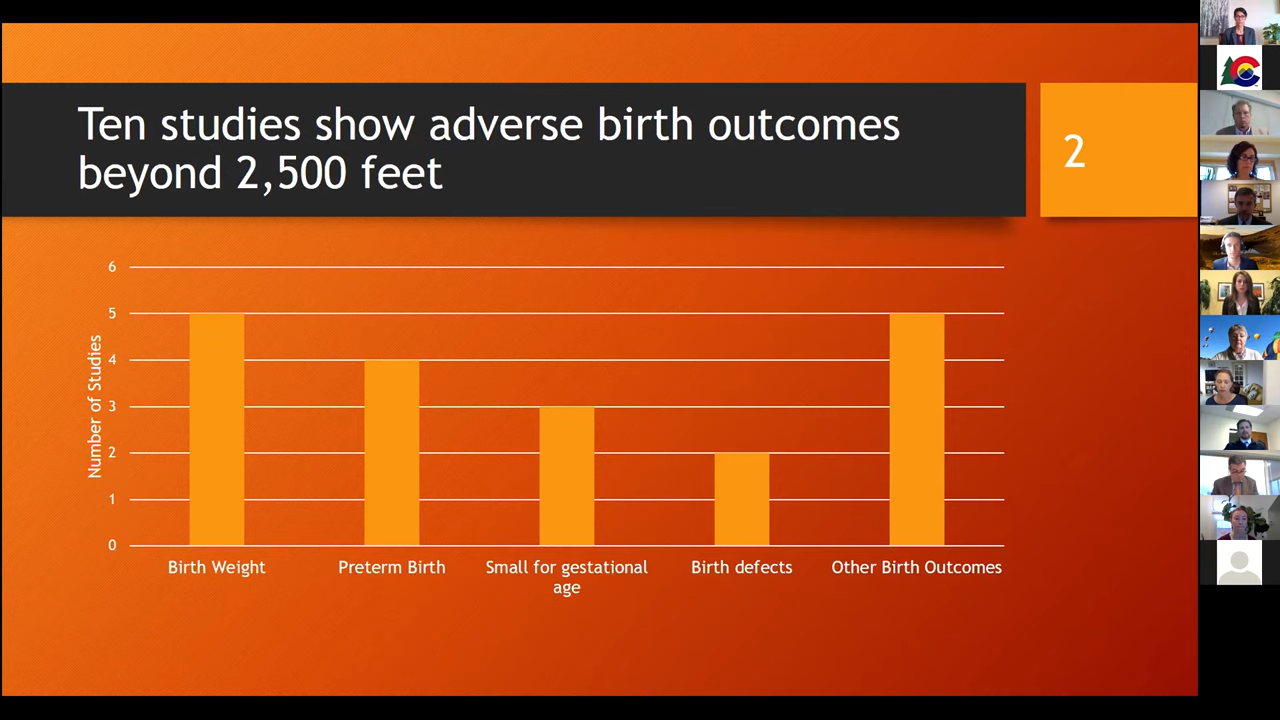 Ten studies show adverse birth outcomes
beyond 2,500 feet
2
Number of Studies
6
5
4
3
2
1
0
Birth Weight
Preterm Birth
Small for gestational
age
Birth defects
Other Birth Outcomes